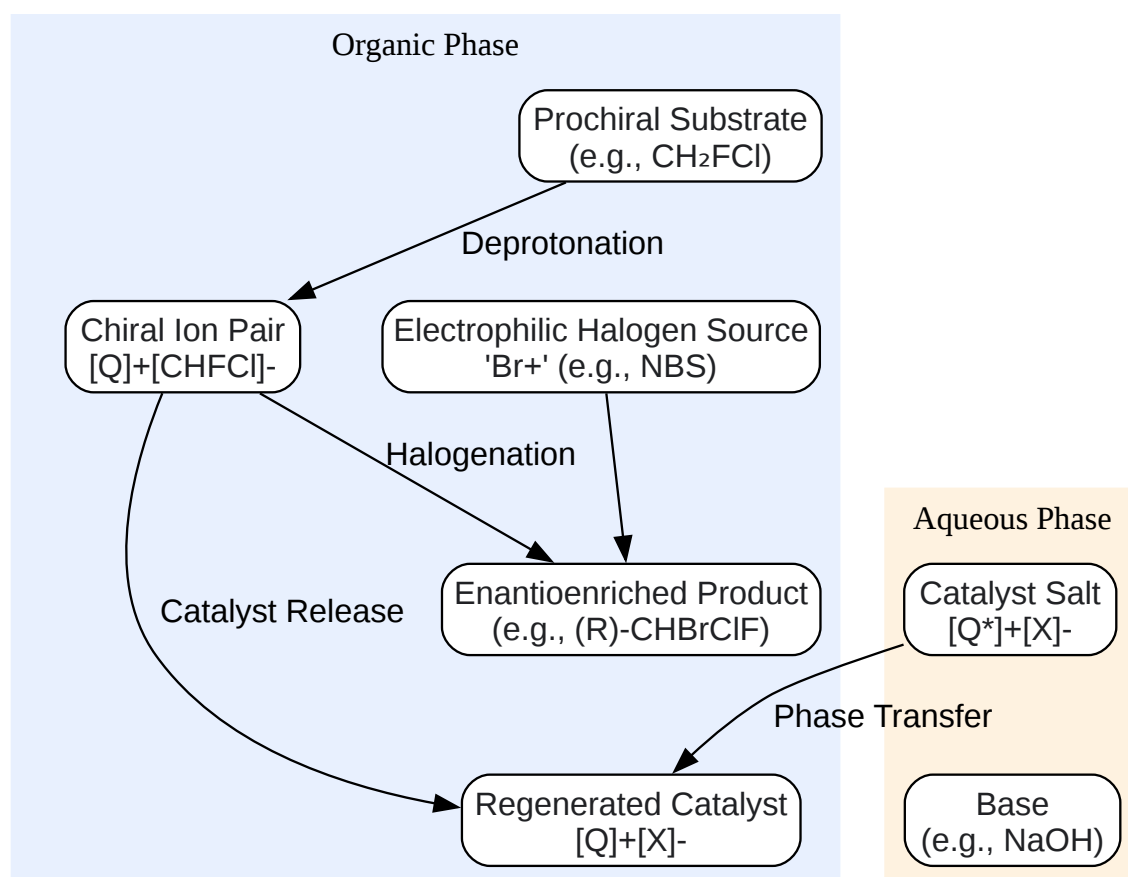 Organic Phase
Prochiral Substrate
(e.g., CH₂FCl)
Deprotonation
Chiral Ion Pair
[Q]+[CHFCl]-
Electrophilic Halogen Source
'Br+' (e.g., NBS)
Halogenation
Aqueous Phase
Enantioenriched Product
(e.g., (R)-CHBrClF)
Catalyst Salt
[Q*]+[X]-
Catalyst Release
Phase Transfer
Regenerated Catalyst
[Q]+[X]-
Base
(e.g., NaOH)